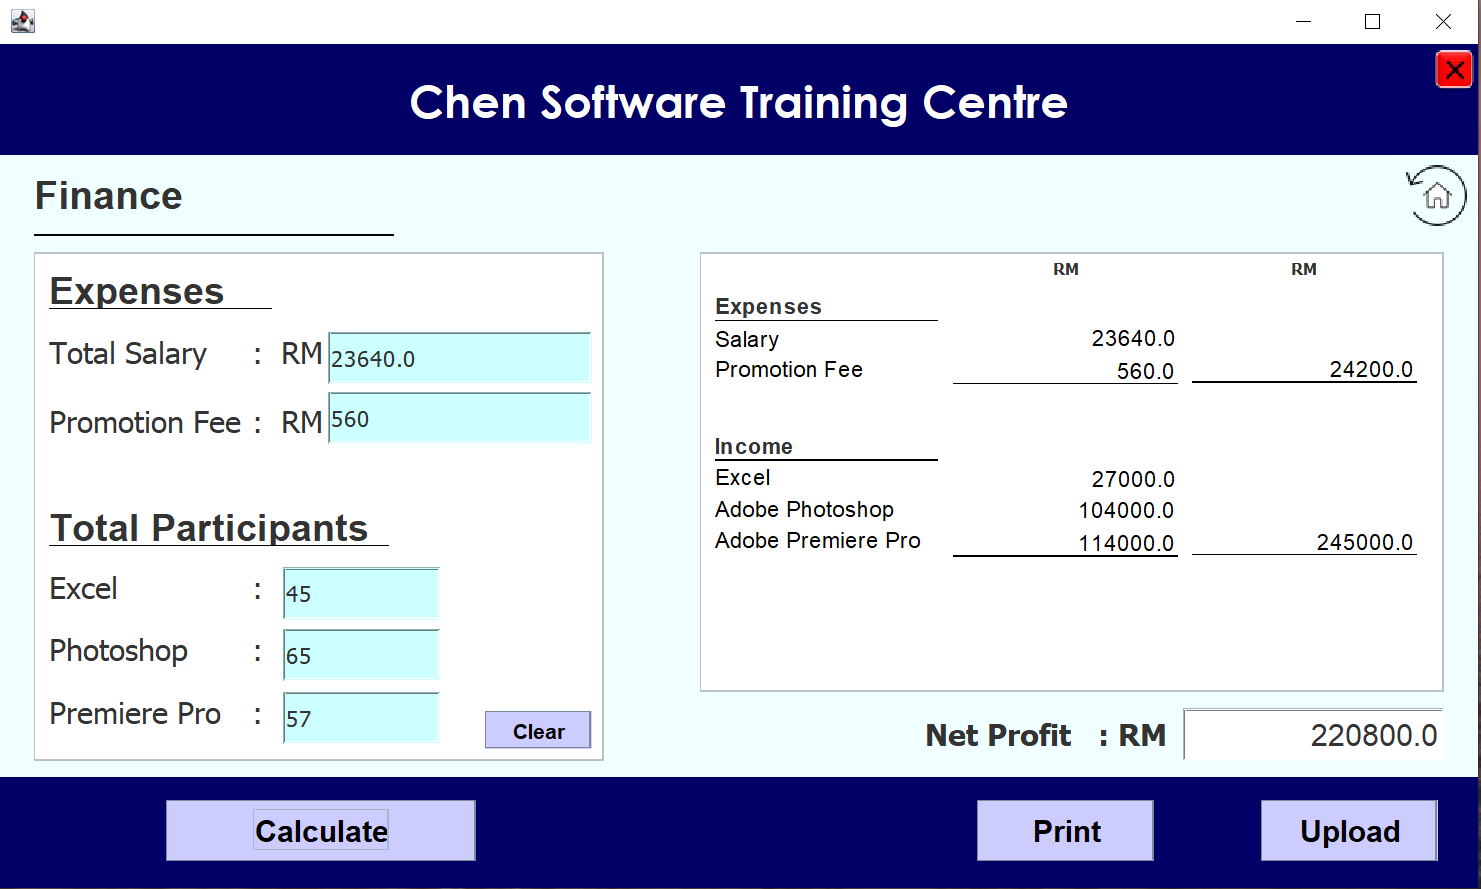 Chen Software Training Centre
Finance
Expenses
Total Salary : RM 23640.0
Promotion Fee : RM 560
Total Participants
Excel : 45
Photoshop : 65
Premiere Pro : 57
Clear
RM RM
Expenses
Salary 23640.0
Promotion Fee 560.0 24200.0
Income
Excel 27000.0
Adobe Photoshop 104000.0
Adobe Premiere Pro 114000.0 245000.0
Net Profit : RM 220800.0
Calculate Print Upload